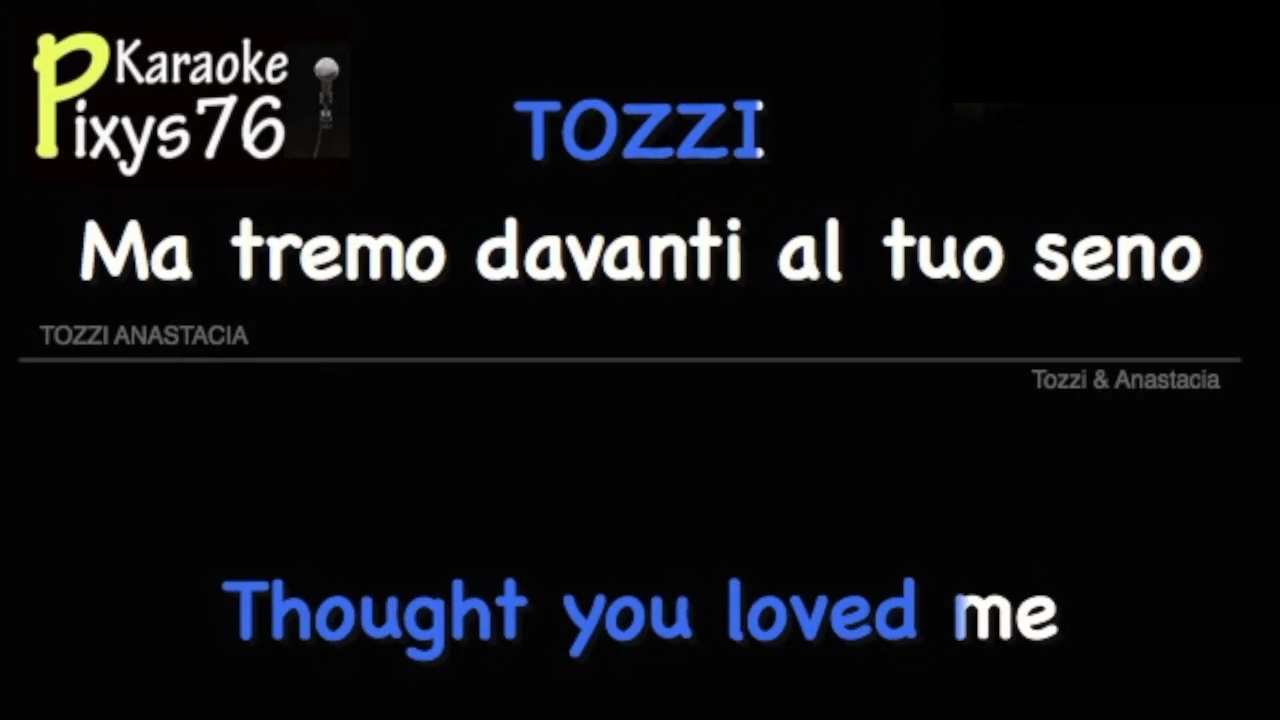 Karaoke
Pixys76
TOZZI
Ma tremo davanti al tuo seno
TOZZI ANASTACIA
Tozzi & Anastacia
Thought you loved me